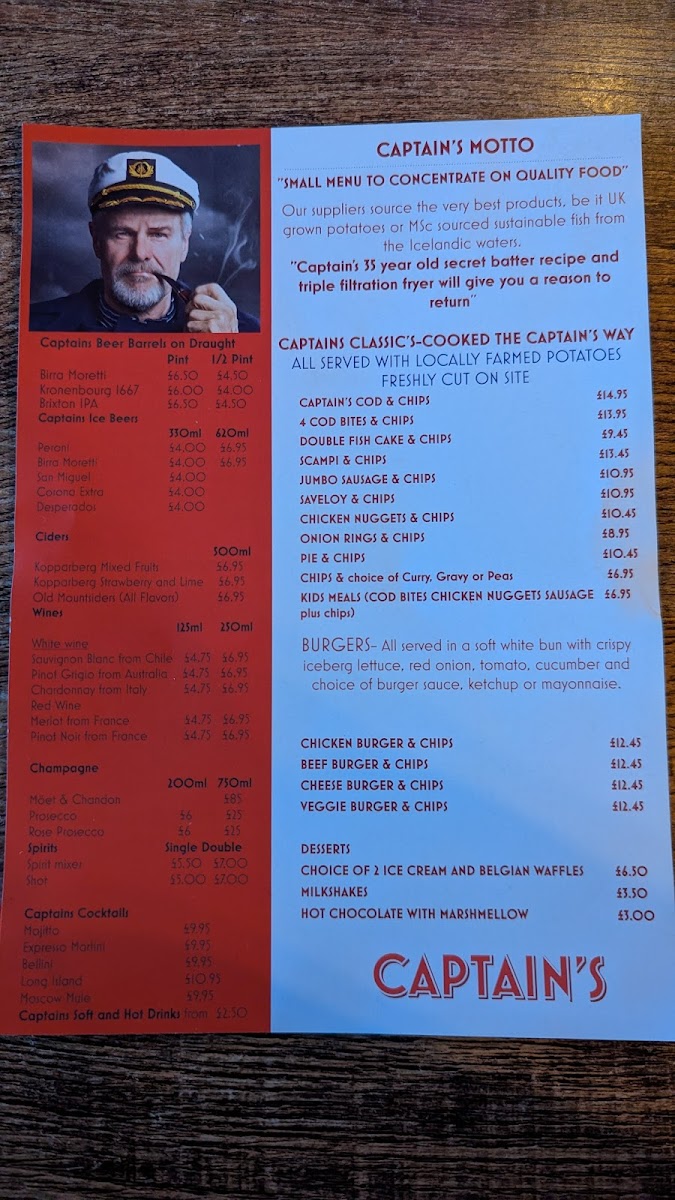 Captains Beer Barrels on Draught
Pint 1/2 Pint
Birra Moretti £6.50 £4.50
Kronenbourg 1667 £6.00 £4.00
Brixton IPA £6.50 £4.50
Captains Ice Beers
330ml 620ml
Peroni £4.00 £6.95
Birra Moretti £4.00 £6.95
San Miguel £4.00
Corona Extra £4.00
Desperados £4.00
Ciders
500ml
Kopparberg Mixed Fruits £6.95
Kopparberg Strawberry and Lime £6.95
Old Mountsiden (All Flavors) £6.95
Wines
125ml 250ml
White wine
Sauvignon Blanc from Chile £4.75 £6.95
Pinot Grigio from Australia £4.75 £6.95
Chardonnay from Italy £4.75 £6.95
Red Wine
Merlot from France £4.75 £6.95
Pinot Noir from France £4.75 £6.95
Champagne
200ml 750ml
Möet & Chandon £85
Prosecco £6 £25
Rose Prosecco £6 £25
Spirits Single Double
Spirit mixer £5.50 £7.00
Shot £5.00 £7.00
Captains Cocktails
Mojitto £9.95
Expresso Martini £9.95
Bellini £9.95
Long Island £10.95
Moscow Male £9.95
Captains Soft and Hot Drinks from £2.50
CAPTAIN'S MOTTO
"SMALL MENU TO CONCENTRATE ON QUALITY FOOD"
Our suppliers source the very best products, be it UK
grown potatoes or MSc sourced sustainable fish from
the Icelandic waters.
"Captain's 35 year old secret batter recipe and
triple filtration fryer will give you a reason to
return"
CAPTAINS CLASSIC'S-COOKED THE CAPTAIN'S WAY
ALL SERVED WITH LOCALLY FARMED POTATOES
FRESHLY CUT ON SITE
CAPTAIN'S COD & CHIPS £14.95
4 COD BITES & CHIPS £13.95
DOUBLE FISH CAKE & CHIPS £9.45
SCAMPI & CHIPS £13.45
JUMBO SAUSAGE & CHIPS £10.95
SAVELOY & CHIPS £10.95
CHICKEN NUGGETS & CHIPS £10.45
ONION RINGS & CHIPS £8.95
PIE & CHIPS £10.45
CHIPS & choice of Curry, Gravy or Peas £6.95
KIDS MEALS (COD BITES CHICKEN NUGGETS SAUSAGE £6.95
plus chips)
BURGERS- All served in a soft white bun with crispy
iceberg lettuce, red onion, tomato, cucumber and
choice of burger sauce, ketchup or mayonnaise.
CHICKEN BURGER & CHIPS £12.45
BEEF BURGER & CHIPS £12.45
CHEESE BURGER & CHIPS £12.45
VEGGIE BURGER & CHIPS £12.45
DESSERTS
CHOICE OF 2 ICE CREAM AND BELGIAN WAFFLES £6.50
MILKSHAKES £3.50
HOT CHOCOLATE WITH MARSHMELLOW £3.00
CAPTAIN'S